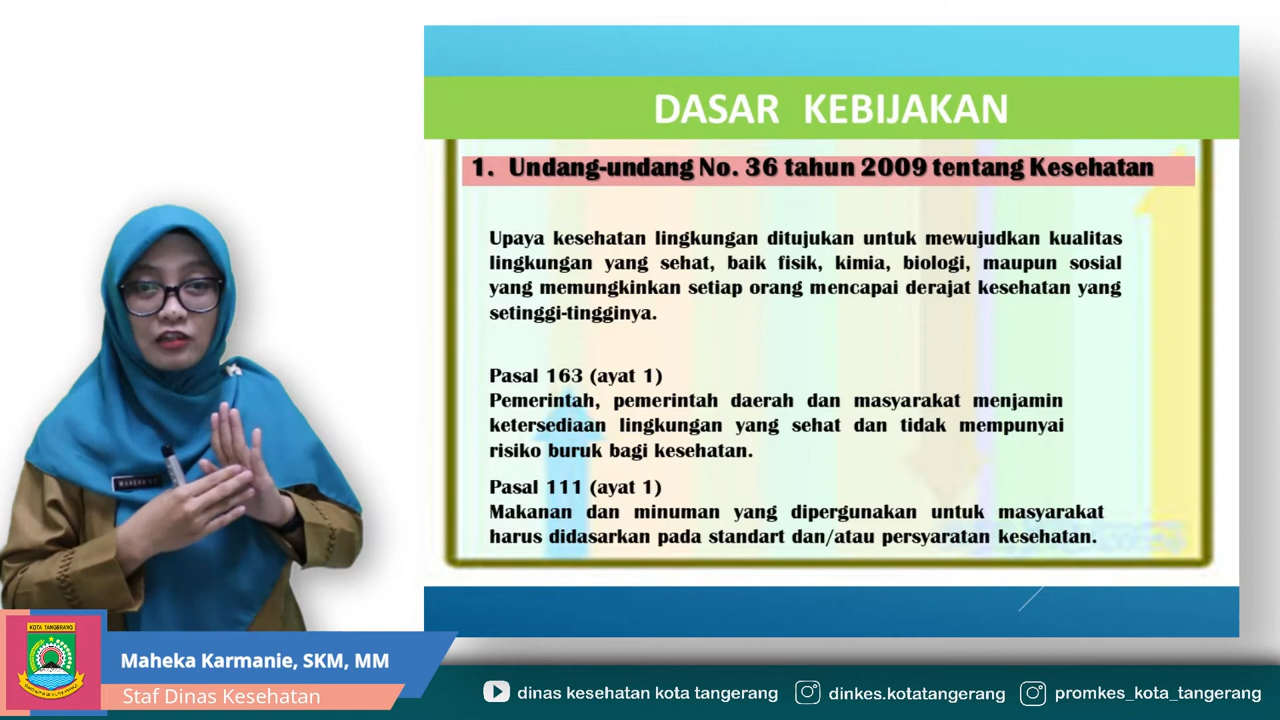 DASAR KEBIJAKAN
1. Undang-undang No. 36 tahun 2009 tentang Kesehatan
Upaya kesehatan lingkungan ditujukan untuk mewujudkan kualitas
lingkungan yang sehat, baik fisik, kimia, biologi, maupun sosial
yang memungkinkan setiap orang mencapai derajat kesehatan yang
setinggi-tingginya.
Pasal 163 (ayat 1)
Pemerintah, pemerintah daerah dan masyarakat menjamin
ketersediaan lingkungan yang sehat dan tidak mempunyai
risiko buruk bagi kesehatan.
Pasal 111 (ayat 1)
Makanan dan minuman yang dipergunakan untuk masyarakat
harus didasarkan pada standart dan/atau persyaratan kesehatan.
KOTA TANGERANG
Maheka Karmanie, SKM, MM
Staf Dinas Kesehatan
dinas kesehatan kota tangerang
dinkes.kotatangerang
promkes_kota_tangerang